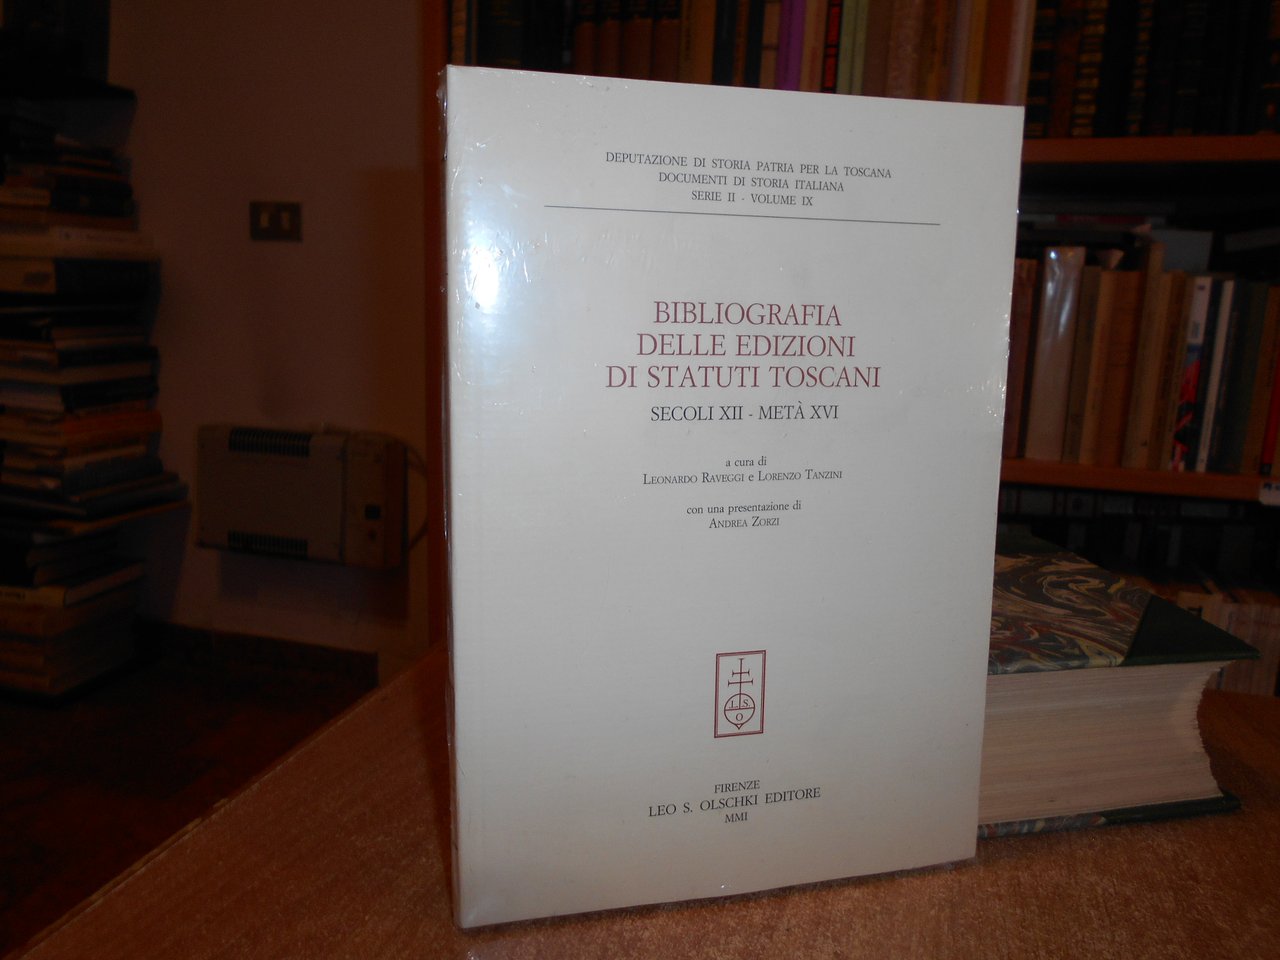 DEPUTAZIONE DI STORIA PATRIA PER LA TOSCANA
DOCUMENTI DI STORIA ITALIANA
SERIE II - VOLUME IX
BIBLIOGRAFIA
DELLE EDIZIONI
DI STATUTI TOSCANI
SECOLI XII - METÀ XVI
a cura di
LEONARDO RAVEGGI e LORENZO TANZINI
con una presentazione di
ANDREA ZORZI
L S
O
FIRENZE
LEO S. OLSCHKI EDITORE
MMI